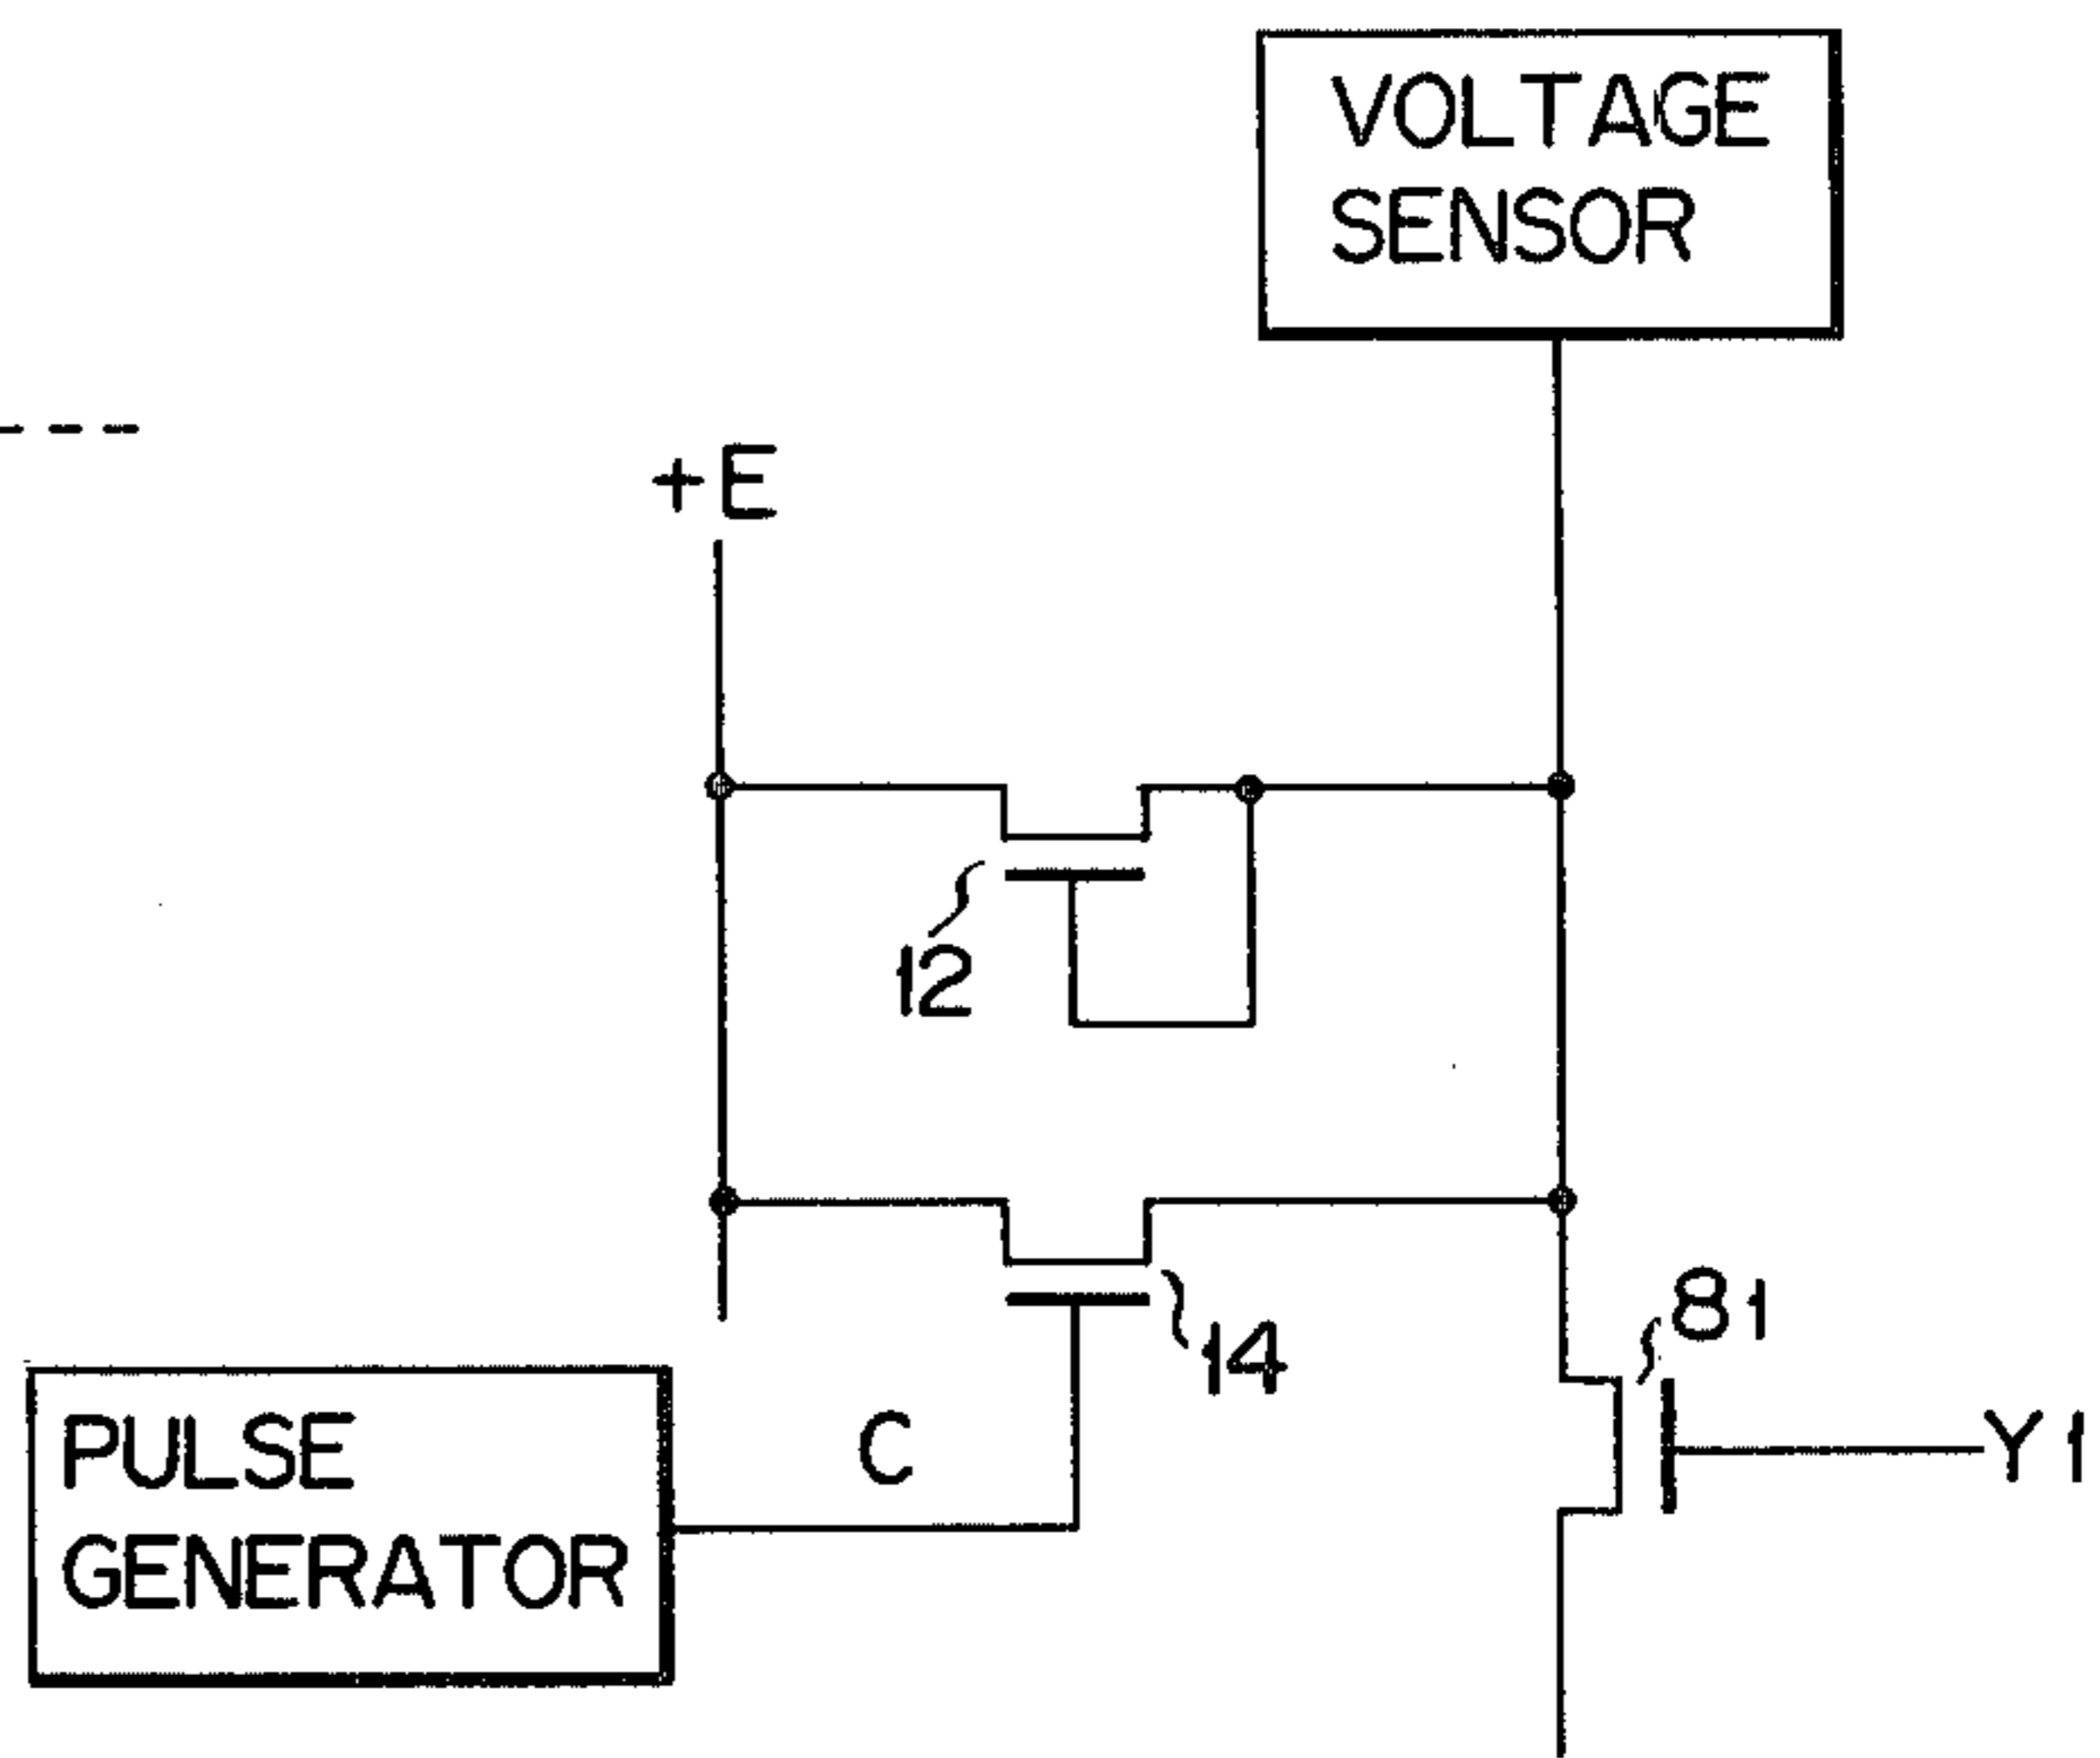 VOLTAGE
SENSOR
+E
12
14
81
C
Y1
PULSE
GENERATOR